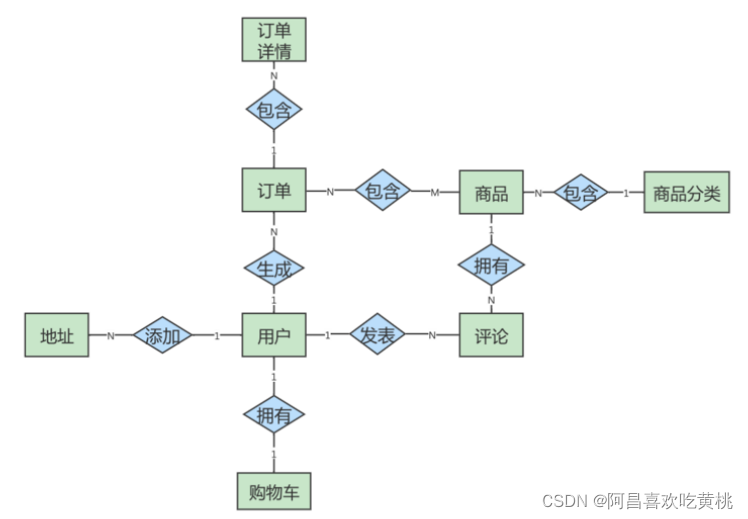 订单
详情
N
包含
1
订单
N
包含
M
商品
N
包含
1
商品分类
N
生成
1
1
拥有
N
地址
N
添加
1
用户
1
发表
N
评论
1
拥有
1
购物车
CSDN @阿昌喜欢吃黄桃